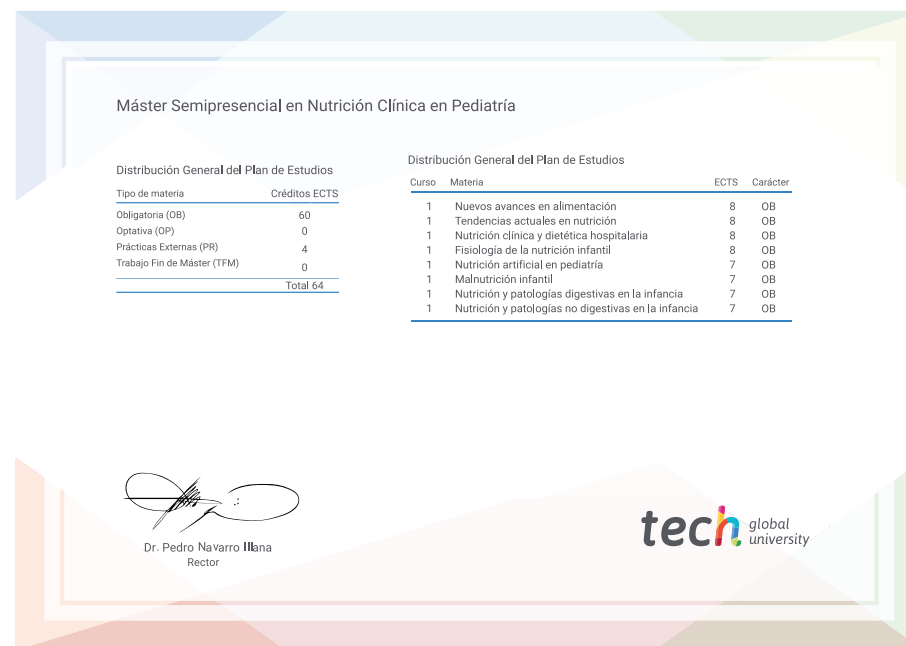 Máster Semipresencial en Nutrición Clínica en Pediatría
Distribución General del Plan de Estudios
Tipo de materia Créditos ECTS
Obligatoria (OB) 60
Optativa (OP) 0
Prácticas Externas (PR) 4
Trabajo Fin de Máster (TFM) 0
Total 64
Distribución General del Plan de Estudios
Curso Materia ECTS Carácter
1 Nuevos avances en alimentación 8 OB
1 Tendencias actuales en nutrición 8 OB
1 Nutrición clínica y dietética hospitalaria 8 OB
1 Fisiología de la nutrición infantil 8 OB
1 Nutrición artificial en pediatría 7 OB
1 Malnutrición infantil 7 OB
1 Nutrición y patologías digestivas en la infancia 7 OB
1 Nutrición y patologías no digestivas en la infancia 7 OB
Dr. Pedro Navarro Illana
Rector
tech global
university